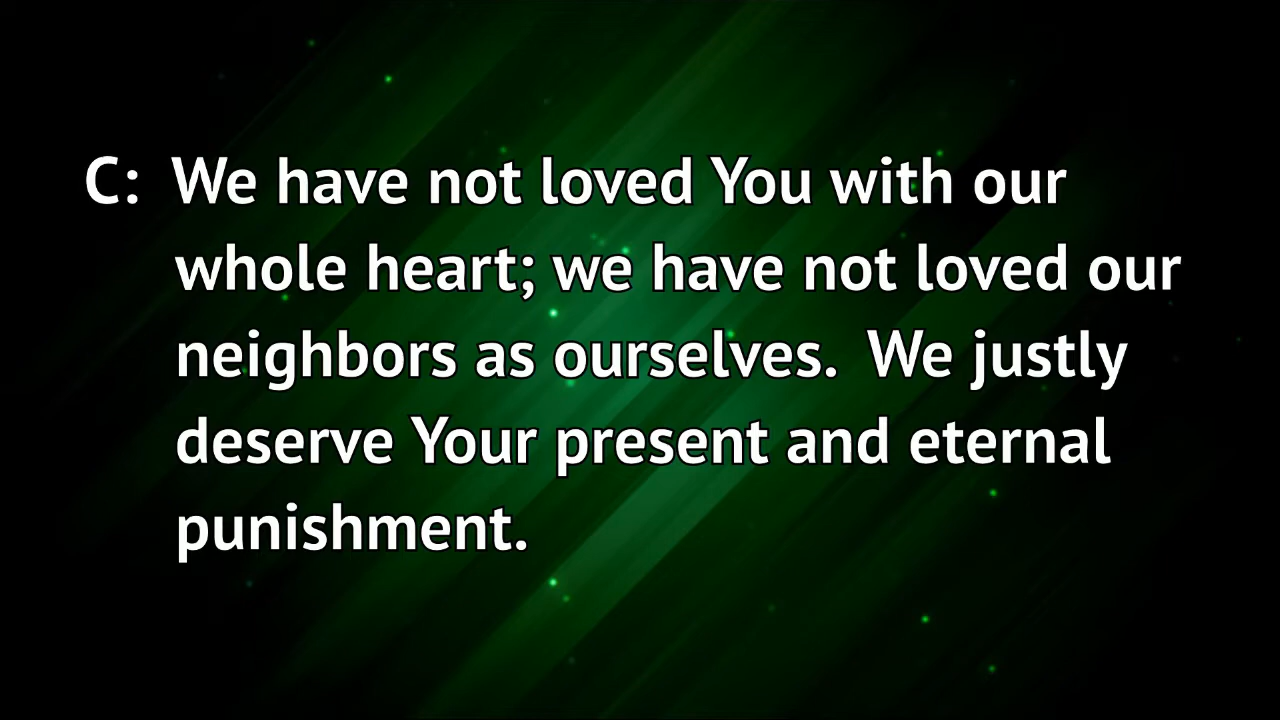 C: We have not loved You with our
whole heart; we have not loved our
neighbors as ourselves. We justly
deserve Your present and eternal
punishment.